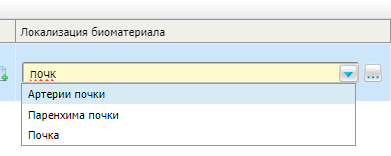 Локализация биоматериала
почк
Артерии почки
Паренхима почки
Почка